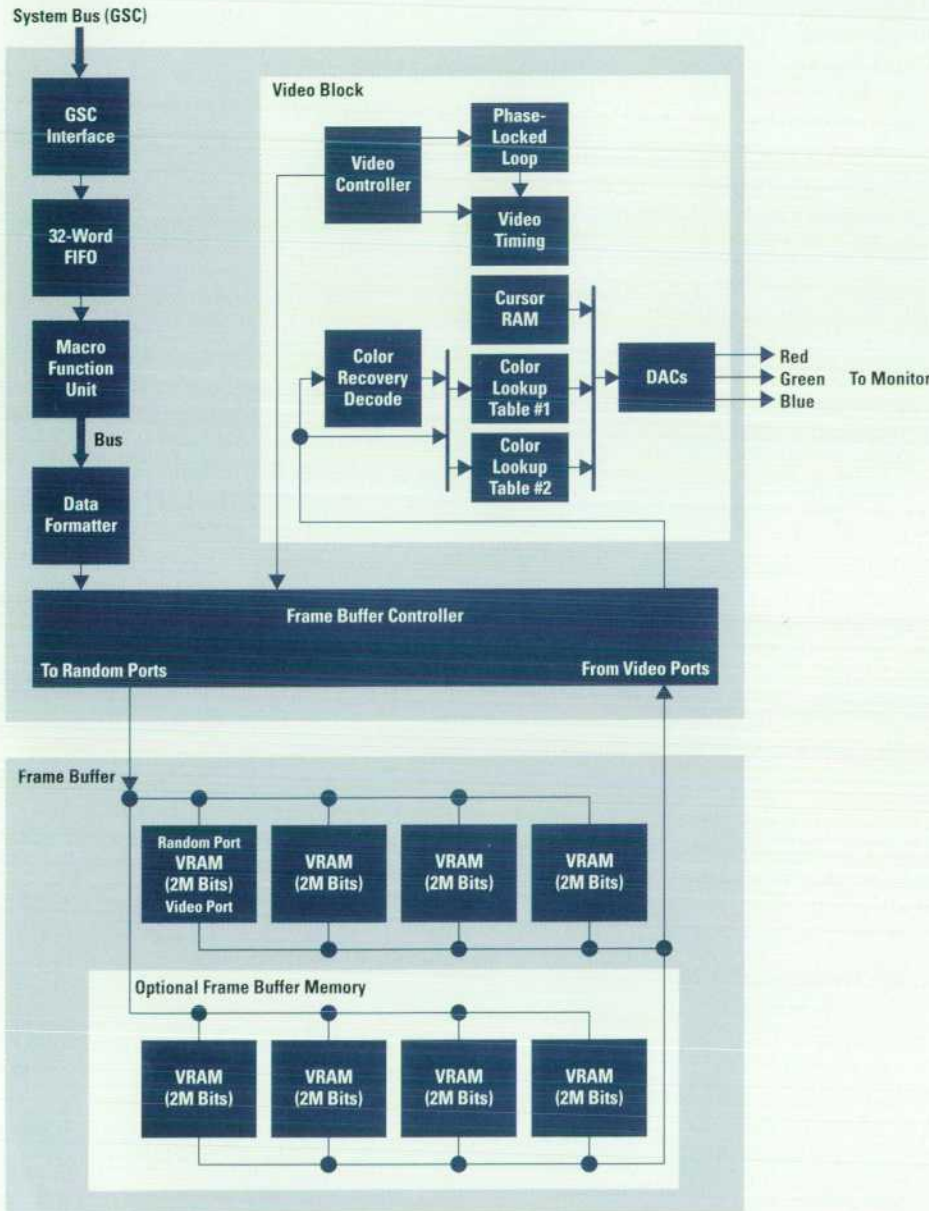 System Bus (GSC)
GSC
Interface
32-Word
FIFO
Macro
Function
Unit
Bus
Data
Formatter
Video Block
Video
Controller
Phase-
Locked
Loop
Video
Timing
Cursor
RAM
Color
Recovery
Decode
Color
Lookup
Table #1
Color
Lookup
Table #2
DACs
Red
Green
Blue
To Monitor
Frame Buffer Controller
To Random Ports
From Video Ports
Frame Buffer
Random Port
VRAM
(2M Bits)
Video Port
VRAM
(2M Bits)
VRAM
(2M Bits)
VRAM
(2M Bits)
Optional Frame Buffer Memory
VRAM
(2M Bits)
VRAM
(2M Bits)
VRAM
(2M Bits)
VRAM
(2M Bits)